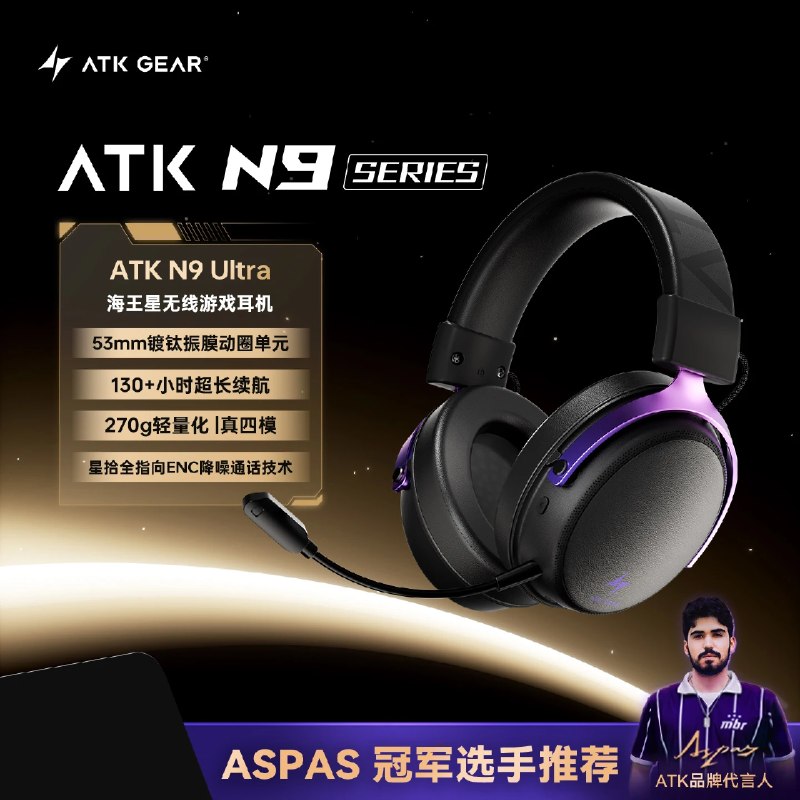 ATK GEAR®
ATK N9 SERIES
ATK N9 Ultra
海王星无线游戏耳机
53mm镀钛振膜动圈单元
130+小时超长续航
270g轻量化 |真四模
星拾全指向ENC降噪通话技术
mbr
Aspas
ASPAS 冠军选手推荐
ATK品牌代言人